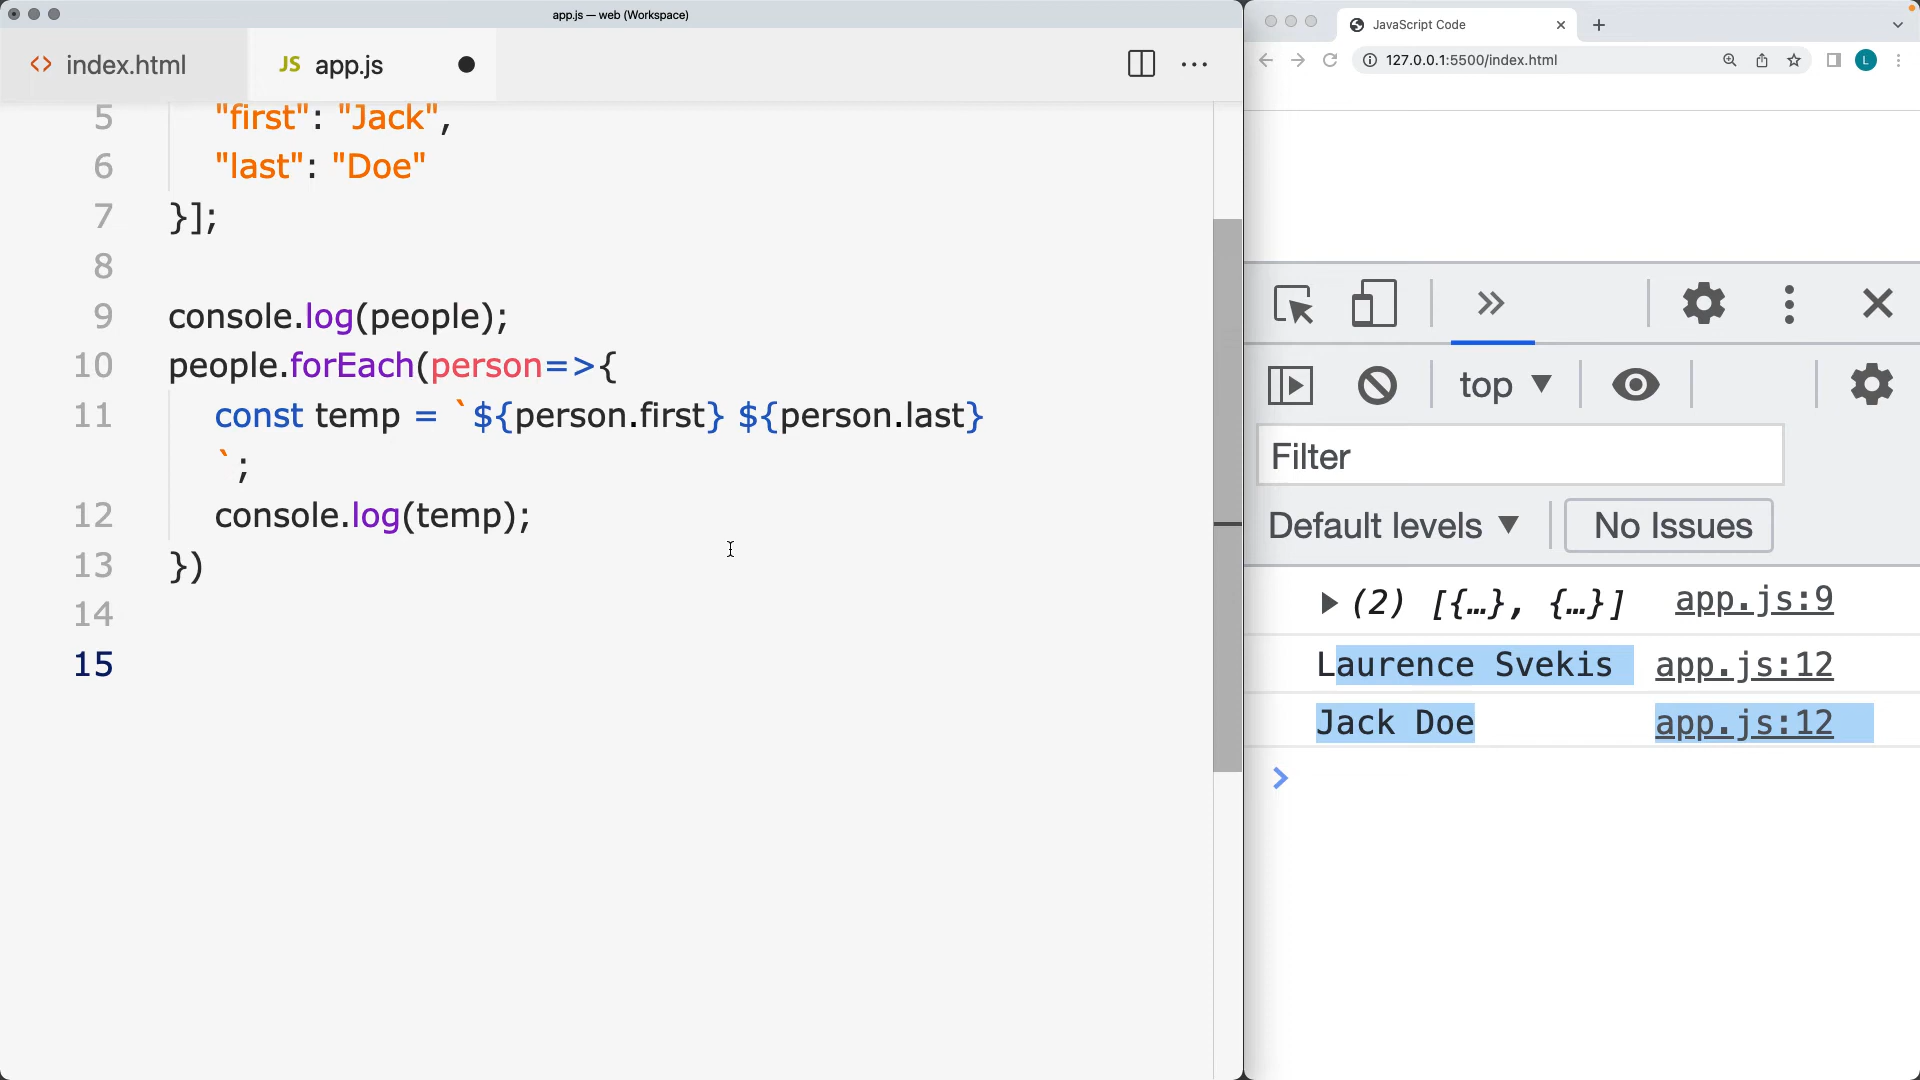 app.js — web (Workspace)
index.html
JS app.js
5 "first": "Jack",
6 "last": "Doe"
7 }];
8
9 console.log(people);
10 people.forEach(person=>{
11 const temp = `${person.first} ${person.last}
`;
12 console.log(temp);
13 })
14
15
JavaScript Code
127.0.0.1:5500/index.html
L
top
Filter
Default levels
No Issues
(2) [{…}, {…}] app.js:9
Laurence Svekis app.js:12
Jack Doe app.js:12